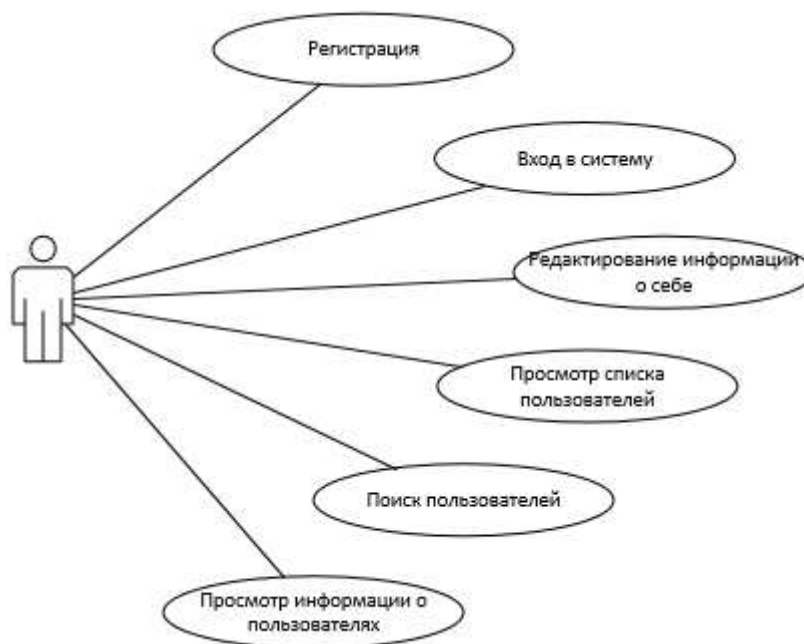 Регистрация
Вход в систему
Редактирование информации
о себе
Просмотр списка
пользователей
Поиск пользователей
Просмотр информации о
пользователях